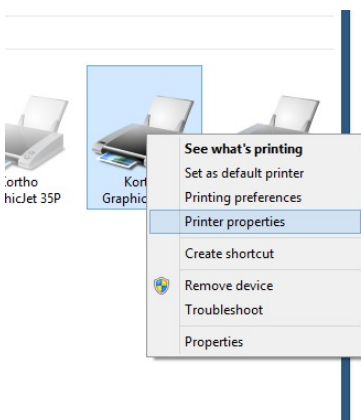 See what's printing
Set as default printer
Printing preferences
Kortho
hicJet 35P
Kort
Graphic
Printer properties
Create shortcut
Remove device
Troubleshoot
Properties